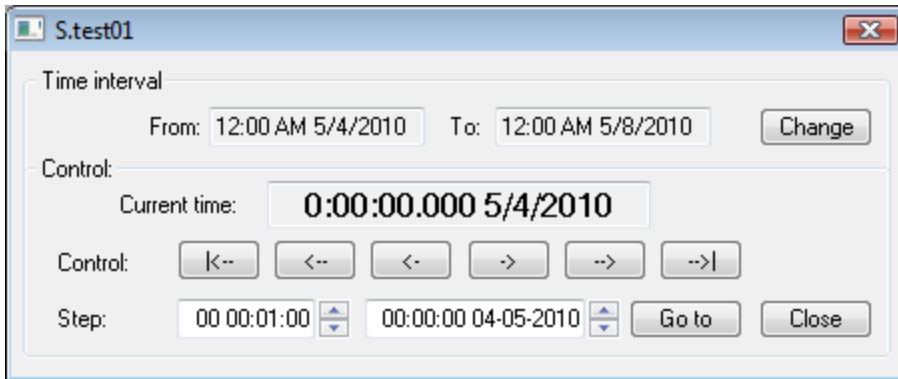 S.test01
Time interval
From: 12:00 AM 5/4/2010 To: 12:00 AM 5/8/2010 Change
Control:
Current time: 0:00:00.000 5/4/2010
Control: |<-- <-- <- -> --> -->|
Step: 00 00:01:00 00:00:00 04-05-2010 Go to Close